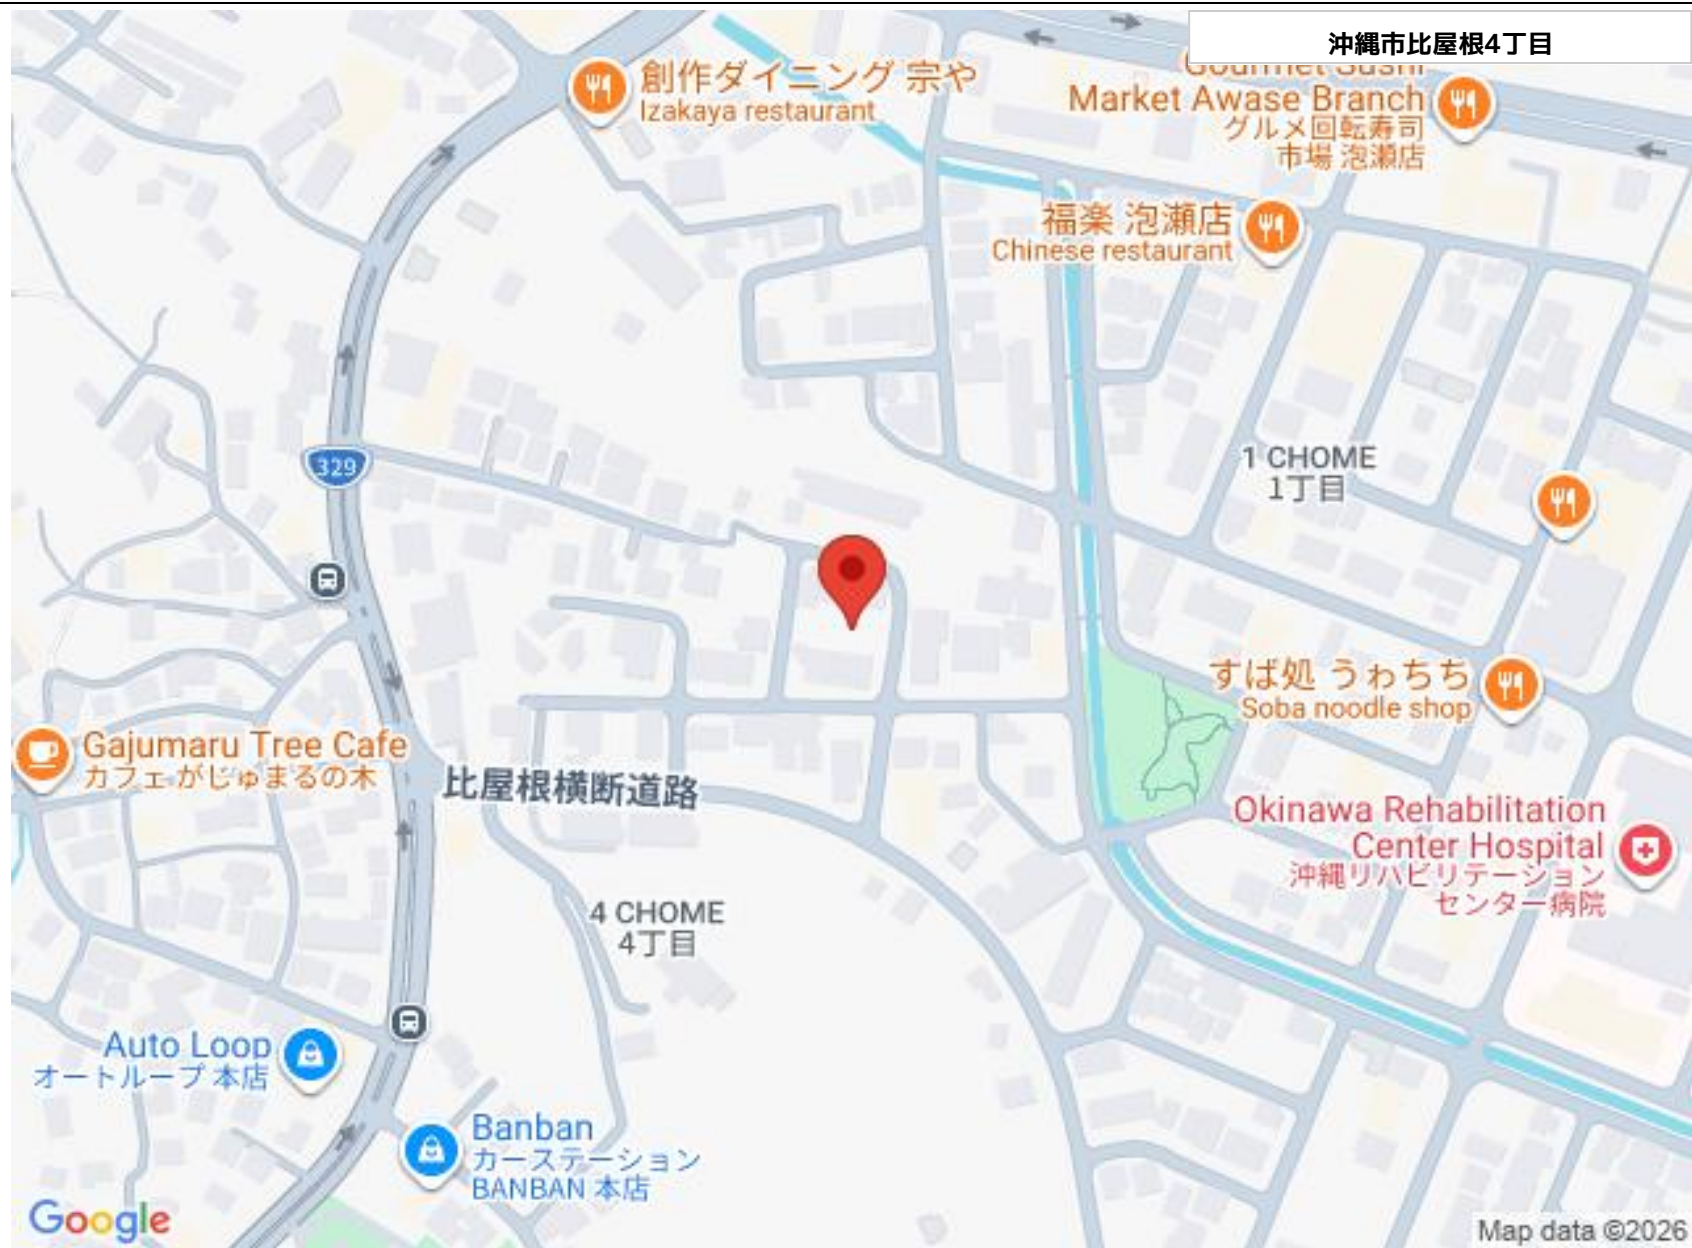 沖縄市比屋根4丁目
創作ダイニング 宗や
Izakaya restaurant
Gourmet Sushi
Market Awase Branch
グルメ回転寿司
市場 泡瀬店
福楽 泡瀬店
Chinese restaurant
1 CHOME
1丁目
329
すば処 うゎちち
Soba noodle shop
Gajumaru Tree Cafe
カフェ がじゅまるの木
比屋根横断道路
Okinawa Rehabilitation
Center Hospital
沖縄リハビリテーション
センター病院
4 CHOME
4丁目
Auto Loop
オートループ 本店
Banban
カーステーション
BANBAN 本店
Google
Map data ©2026